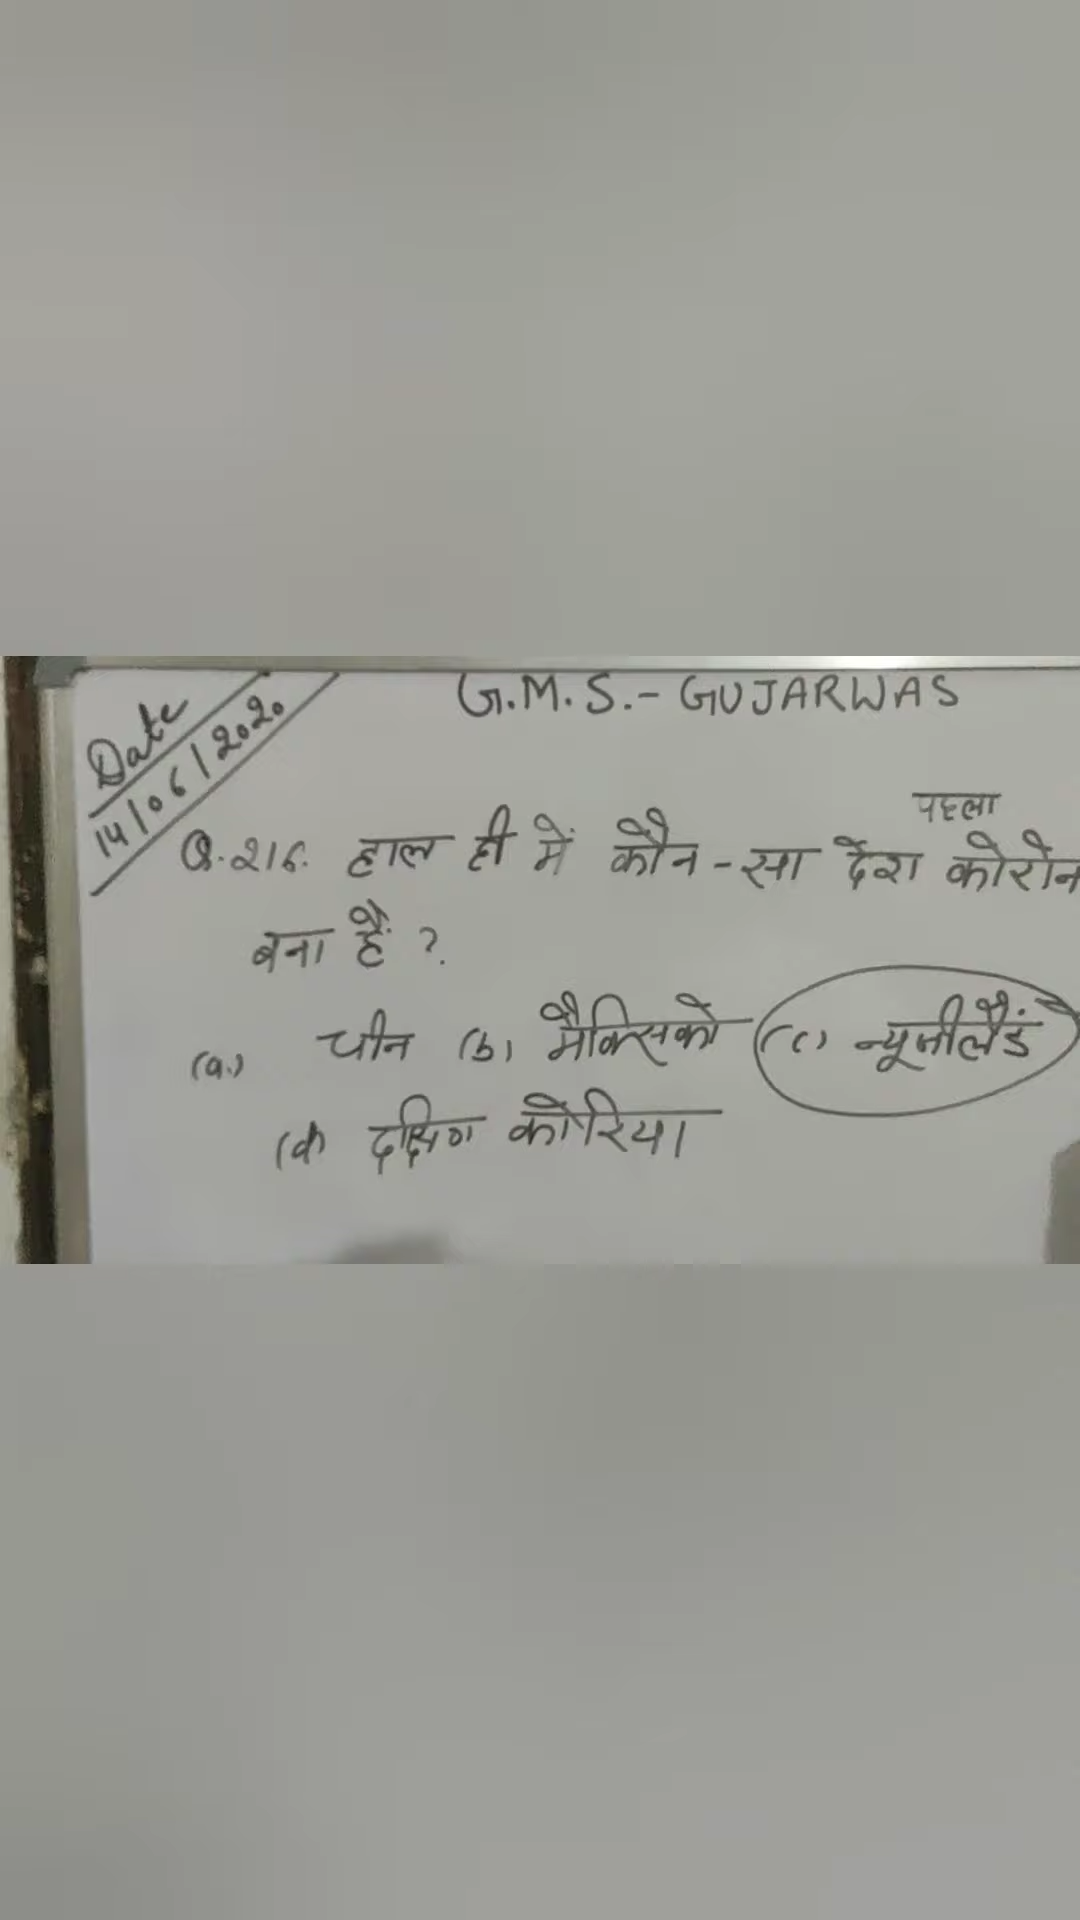 G.M.S.- GUJARWAS
Date
14/06/2020
पहला
Q.216. हाल ही में कौन-सा देश कोरोन
बना हैं ?
(a.) चीन (b) मैक्सिको (c) न्यूजीलैंड
(d) दक्षिण कोरिया